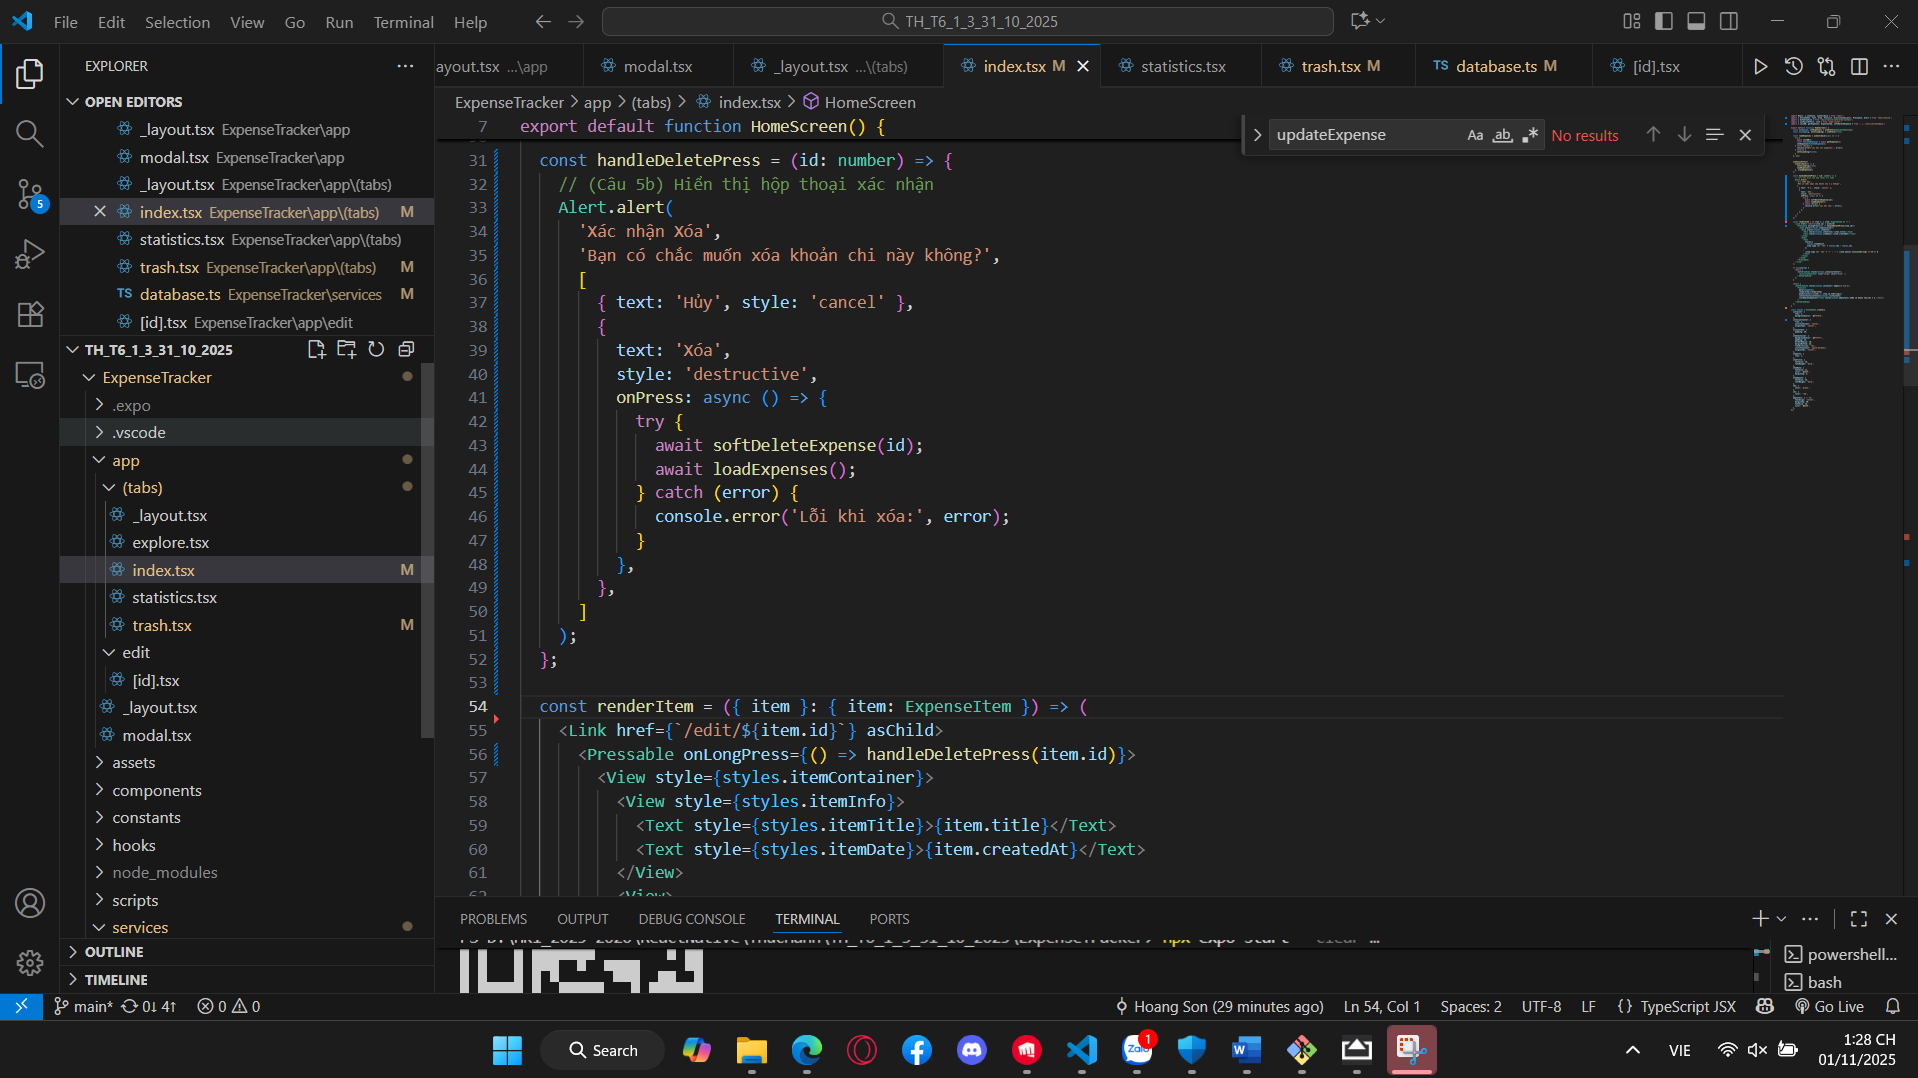 File Edit Selection View Go Run Terminal Help
TH_T6_1_3_31_10_2025
EXPLORER
OPEN EDITORS
_layout.tsx ExpenseTracker\app
modal.tsx ExpenseTracker\app
_layout.tsx ExpenseTracker\app\(tabs)
index.tsx ExpenseTracker\app\(tabs) M
statistics.tsx ExpenseTracker\app\(tabs)
trash.tsx ExpenseTracker\app\(tabs) M
TS database.ts ExpenseTracker\services M
[id].tsx ExpenseTracker\app\edit
TH_T6_1_3_31_10_2025
ExpenseTracker
.expo
.vscode
app
(tabs)
_layout.tsx
explore.tsx
index.tsx M
statistics.tsx
trash.tsx M
edit
[id].tsx
_layout.tsx
modal.tsx
assets
components
constants
hooks
node_modules
scripts
services
OUTLINE
TIMELINE
5
ayout.tsx ...\app
modal.tsx
_layout.tsx ...\(tabs)
index.tsx M
statistics.tsx
trash.tsx M
TS database.ts M
[id].tsx
ExpenseTracker > app > (tabs) > index.tsx > HomeScreen
updateExpense Aa ab .* No results
7 export default function HomeScreen() {
31 const handleDeletePress = (id: number) => {
32 // (Câu 5b) Hiển thị hộp thoại xác nhận
33 Alert.alert(
34 'Xác nhận Xóa',
35 'Bạn có chắc muốn xóa khoản chi này không?',
36 [
37 { text: 'Hủy', style: 'cancel' },
38 {
39 text: 'Xóa',
40 style: 'destructive',
41 onPress: async () => {
42 try {
43 await softDeleteExpense(id);
44 await loadExpenses();
45 } catch (error) {
46 console.error('Lỗi khi xóa:', error);
47 }
48 },
49 },
50 ]
51 );
52 };
53
54 const renderItem = ({ item }: { item: ExpenseItem }) => (
55 <Link href={`/edit/${item.id}`} asChild>
56 <Pressable onLongPress={() => handleDeletePress(item.id)}>
57 <View style={styles.itemContainer}>
58 <View style={styles.itemInfo}>
59 <Text style={styles.itemTitle}>{item.title}</Text>
60 <Text style={styles.itemDate}>{item.createdAt}</Text>
61 </View>
62 <View>
PROBLEMS OUTPUT DEBUG CONSOLE TERMINAL PORTS
powershell...
bash
main* 0↓ 4↑ 0 0
Hoang Son (29 minutes ago) Ln 54, Col 1 Spaces: 2 UTF-8 LF {} TypeScript JSX Go Live
Search
Zalo 1
VIE
1:28 CH
01/11/2025